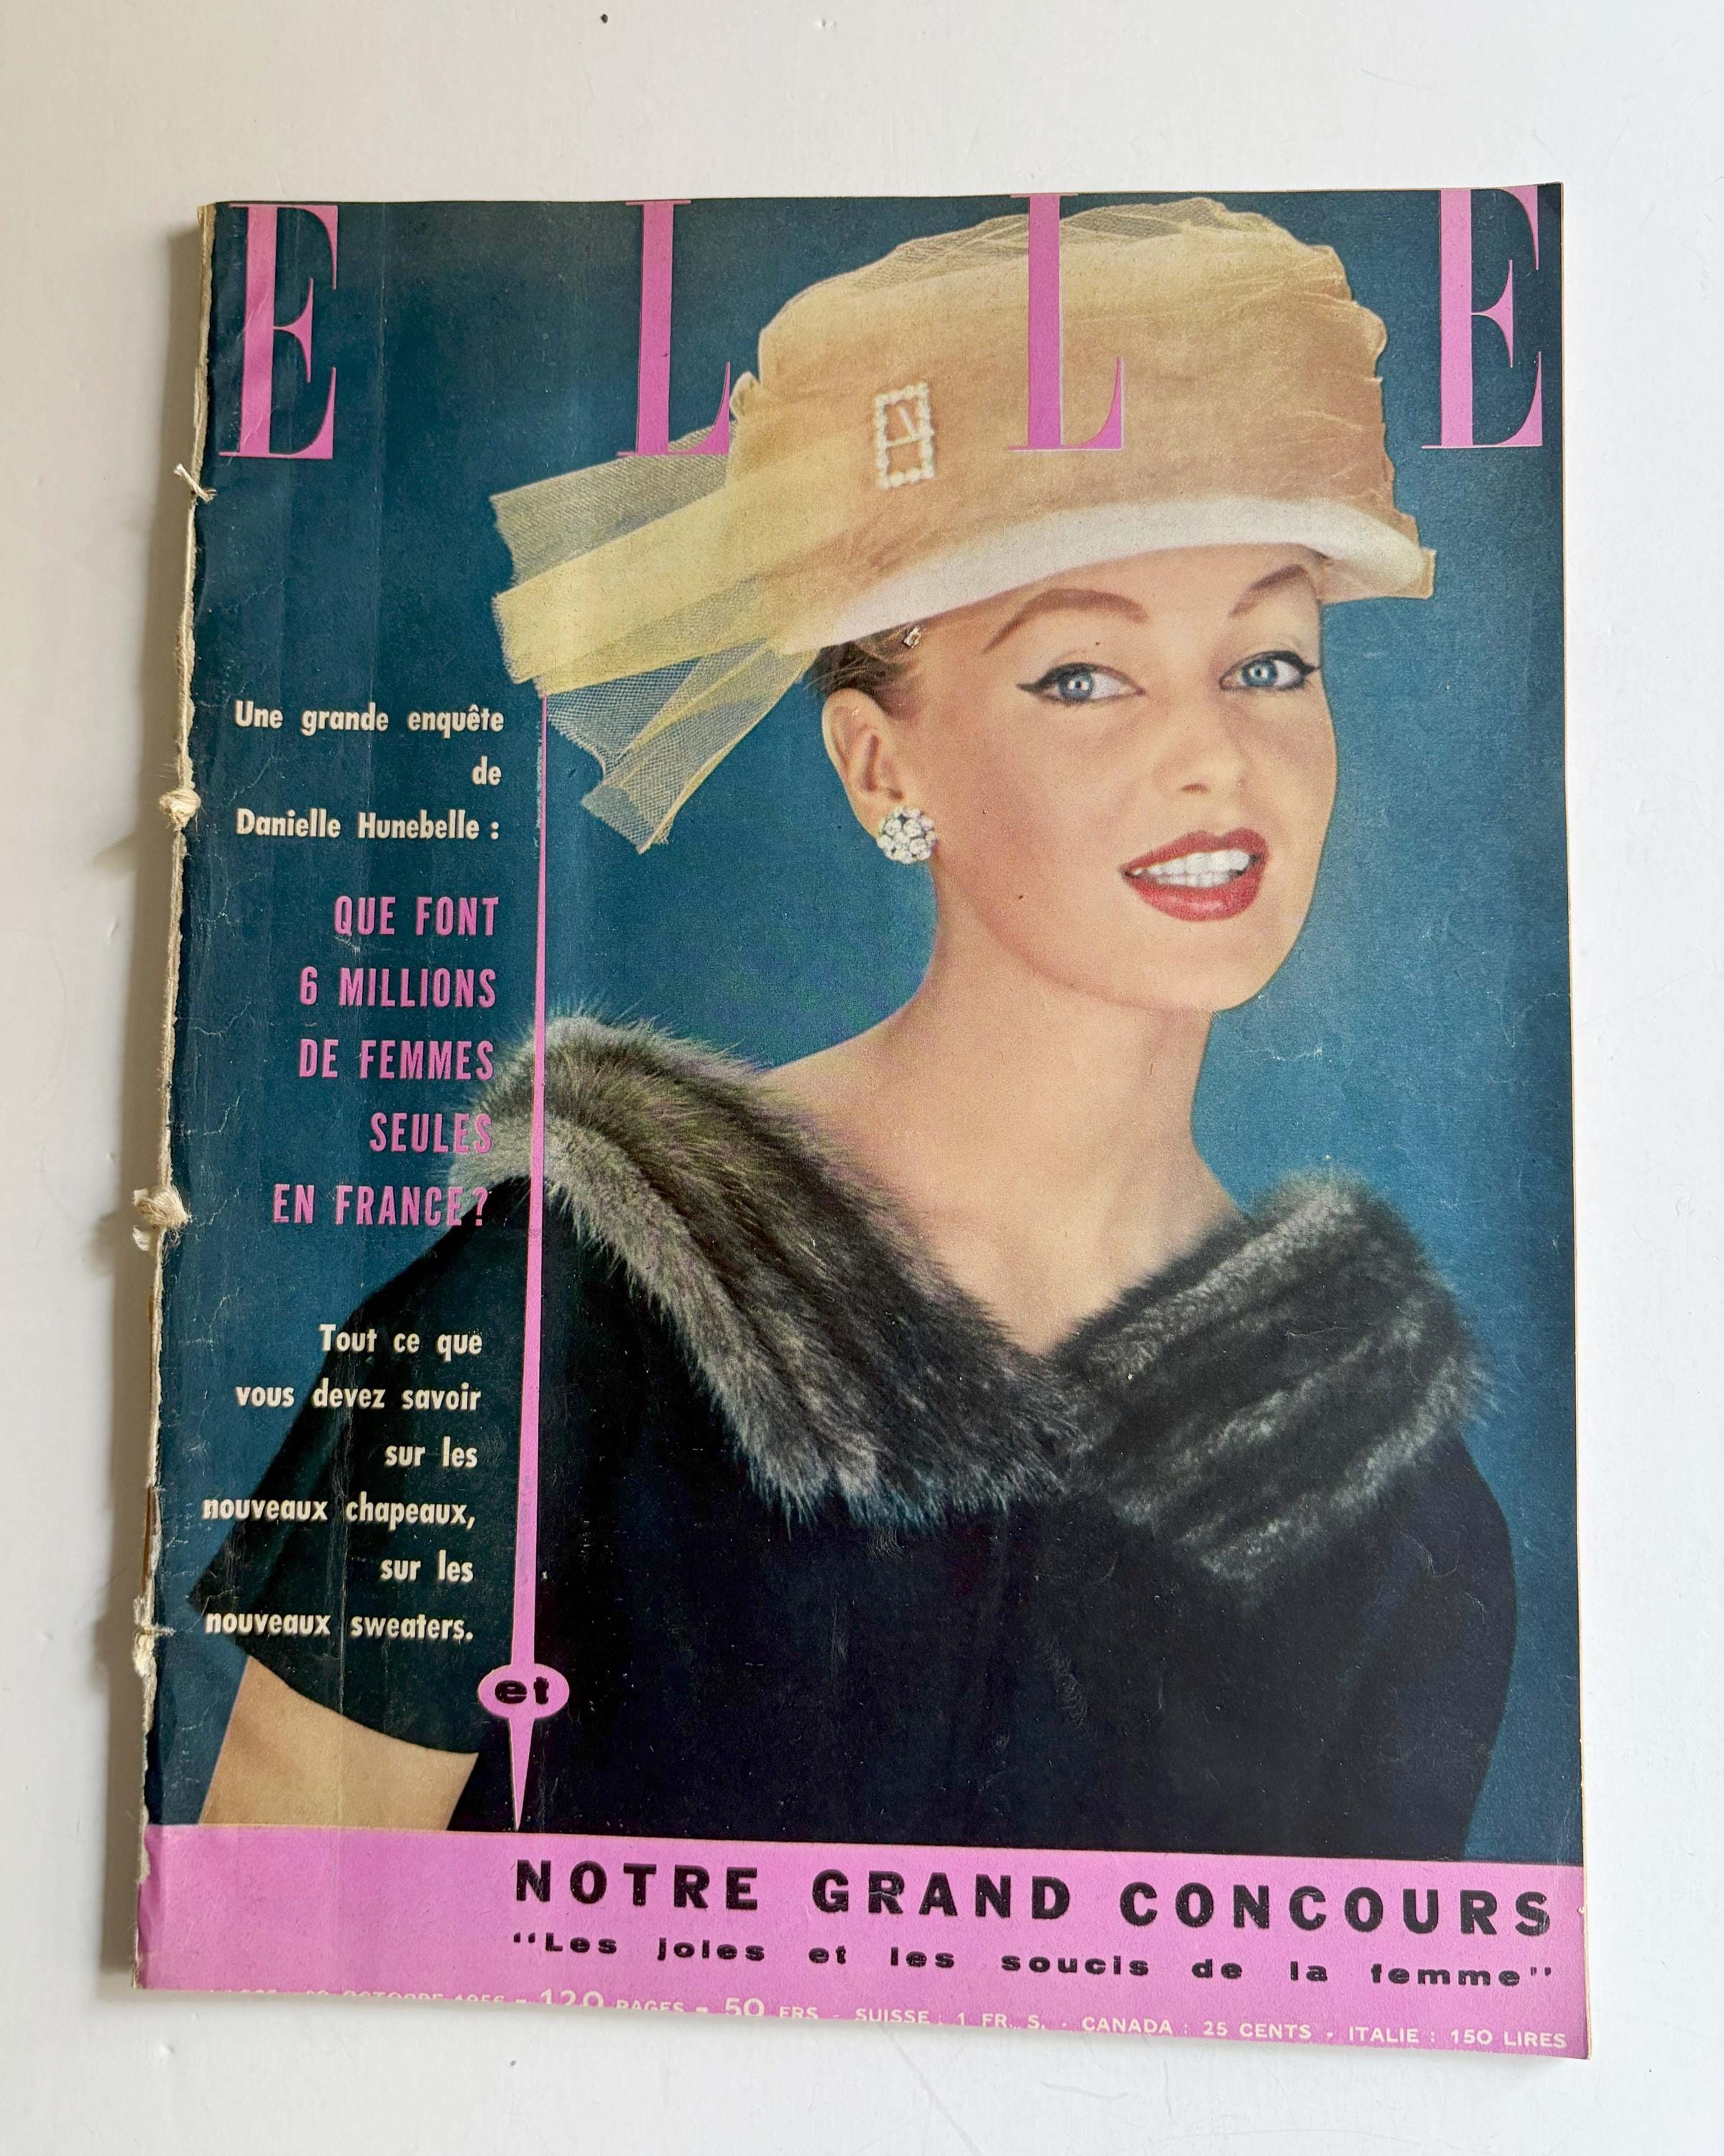 ELLE
Une grande enquête
de
Danielle Hunebelle :
QUE FONT
6 MILLIONS
DE FEMMES
SEULES
EN FRANCE ?
Tout ce que
vous devez savoir
sur les
nouveaux chapeaux,
sur les
nouveaux sweaters.
et
NOTRE GRAND CONCOURS
“Les joies et les soucis de la femme”
OCTOBRE 1956 - 120 PAGES - 50 FRS - SUISSE : 1 FR. S. - CANADA : 25 CENTS - ITALIE : 150 LIRES